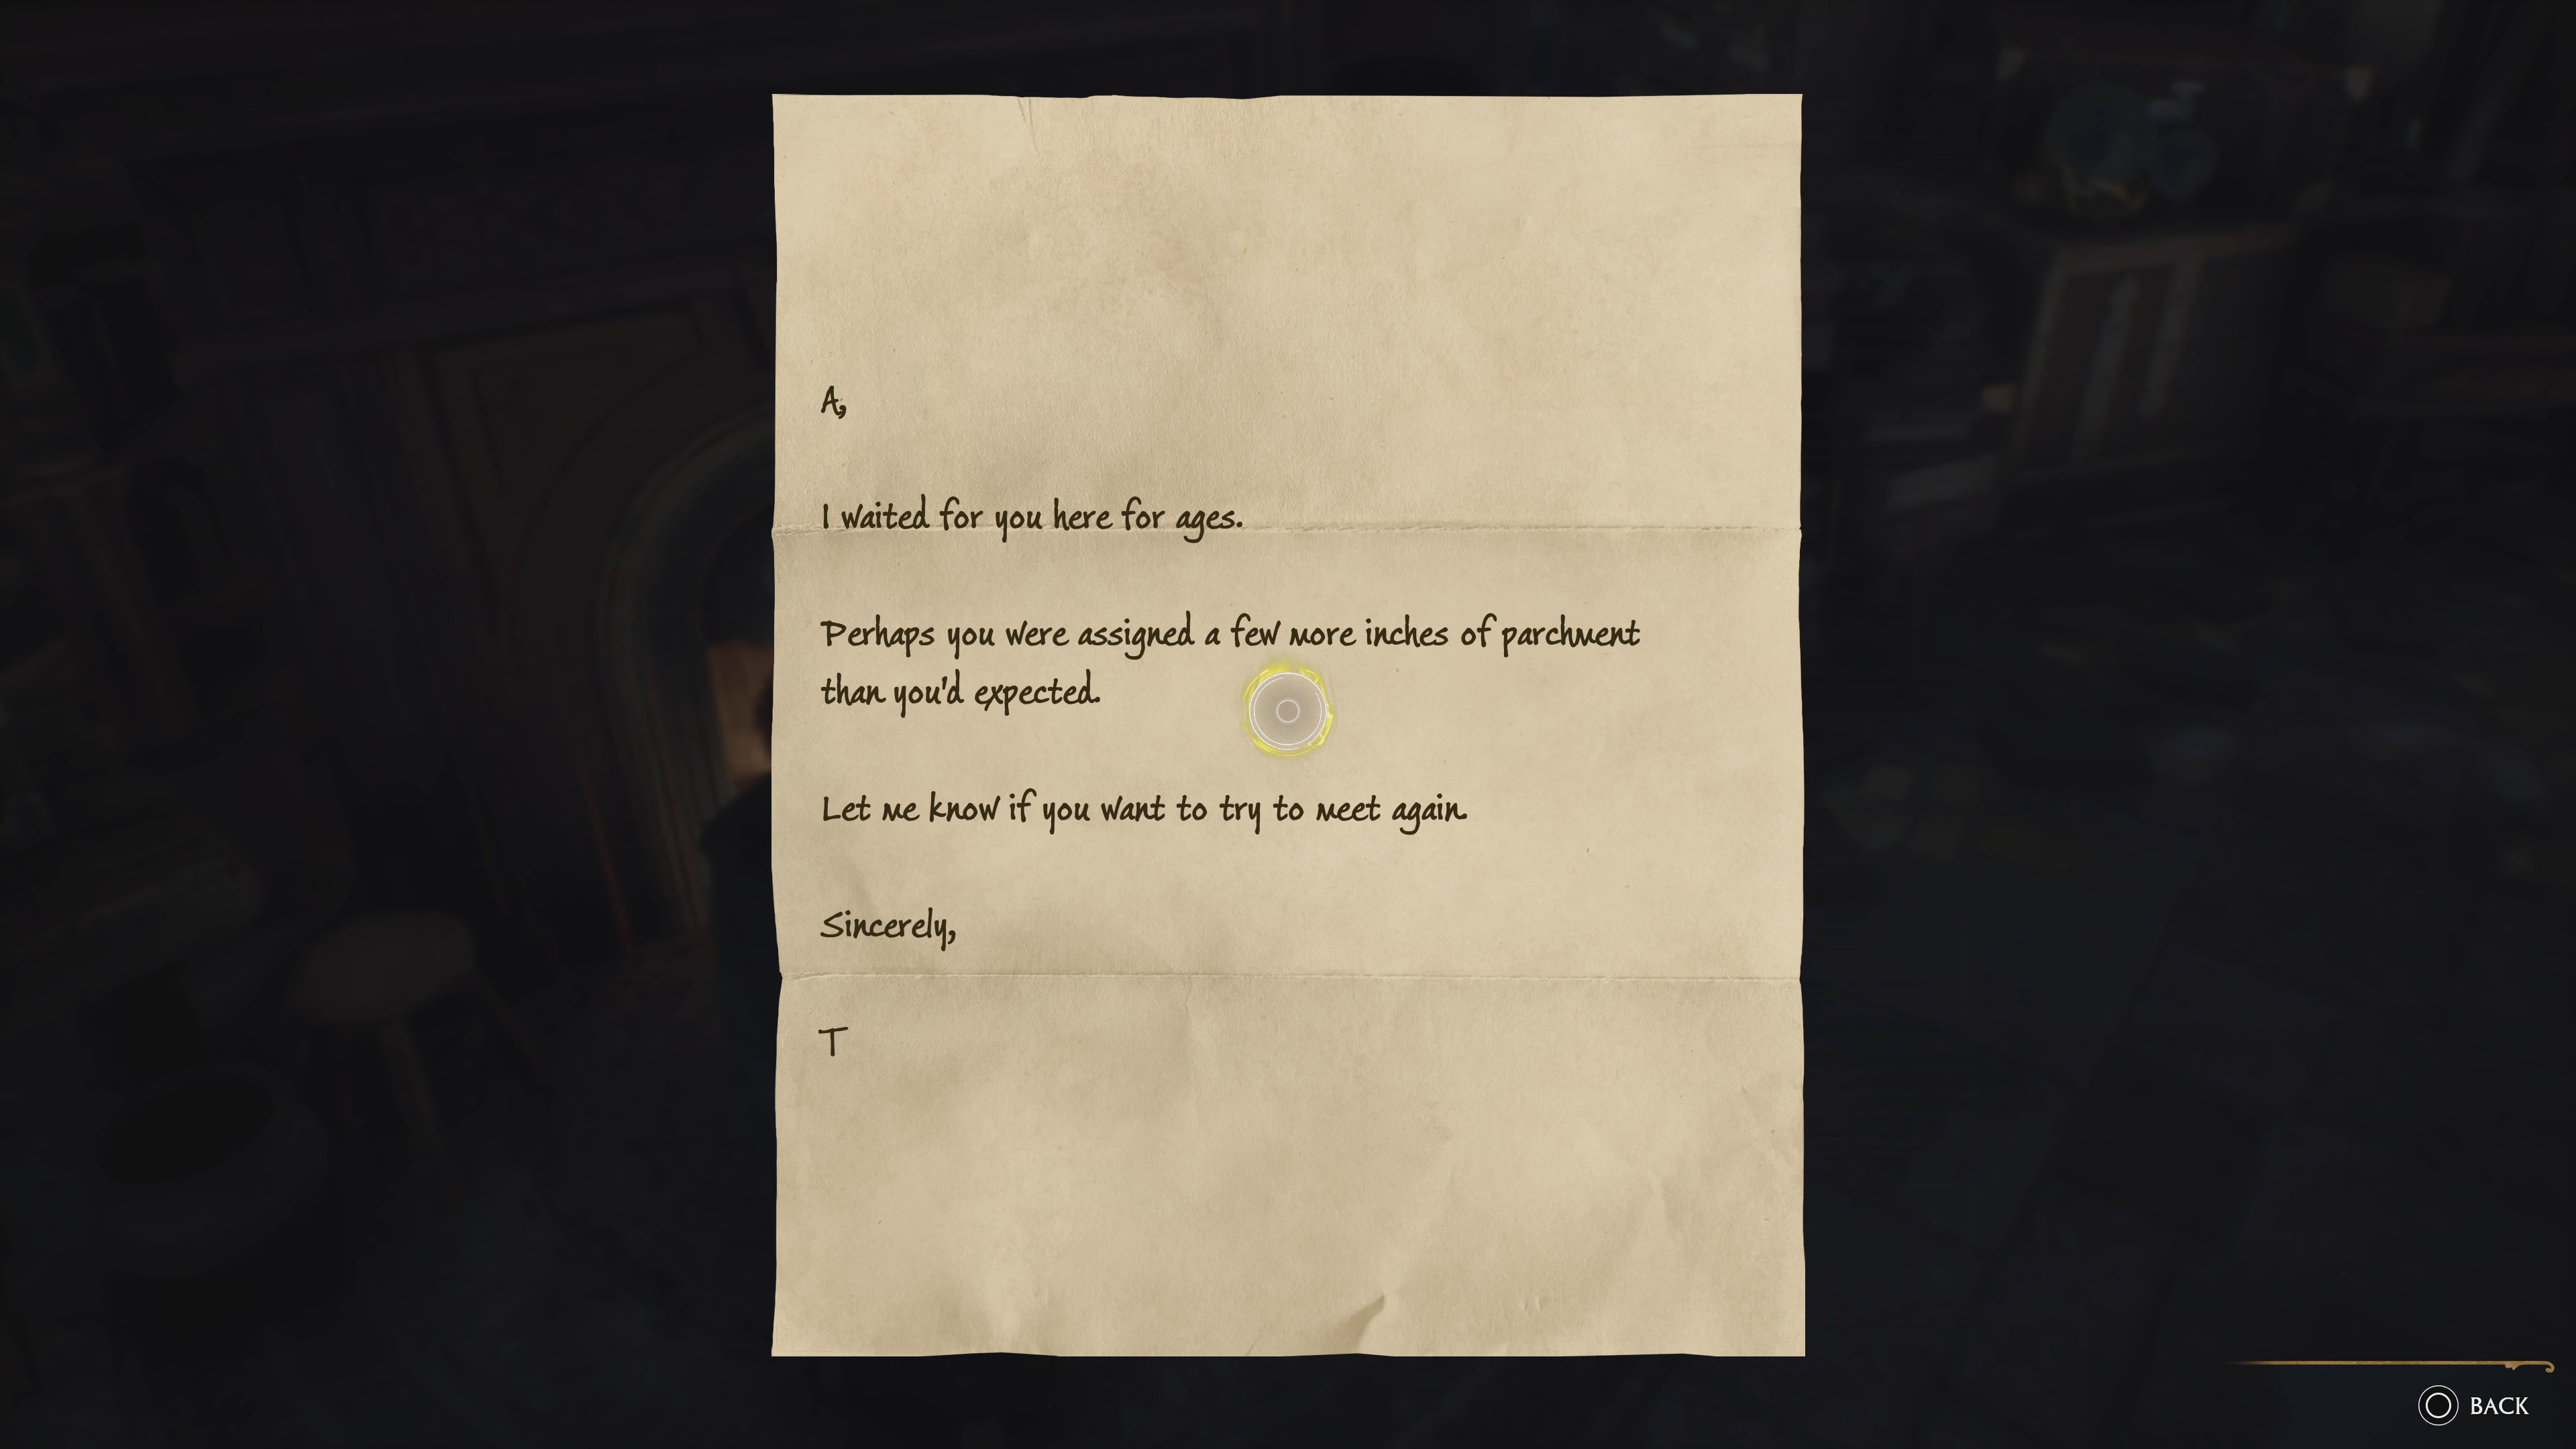 A,
I waited for you here for ages.
Perhaps you were assigned a few more inches of parchment
than you'd expected.
Let me know if you want to try to meet again.
Sincerely,
T
BACK